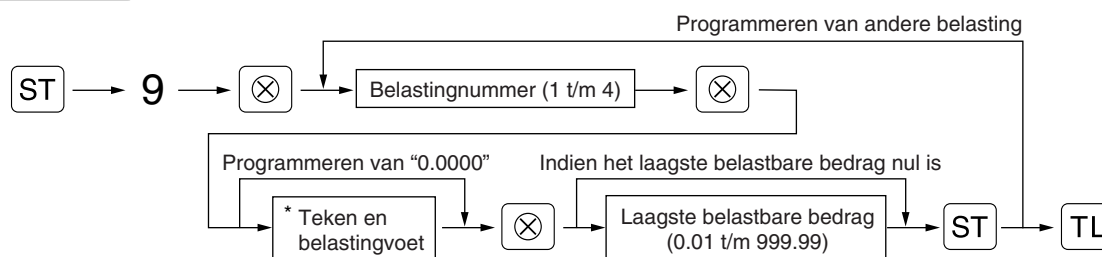 Programmeren van andere belasting
ST 9 ⊗ Belastingnummer (1 t/m 4) ⊗
Programmeren van “0.0000” Indien het laagste belastbare bedrag nul is
* Teken en
belastingvoet
⊗
Laagste belastbare bedrag
(0.01 t/m 999.99)
ST TL